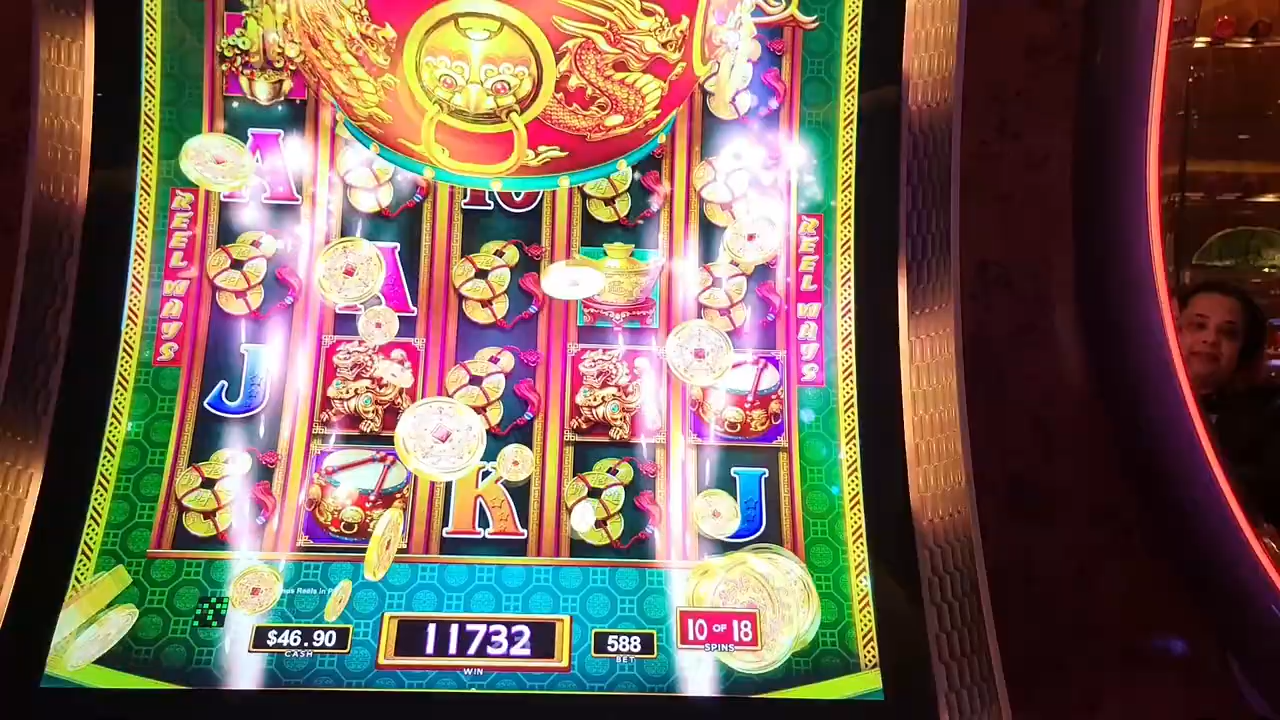 A
10
REEL WAYS
REEL WAYS
A
J
K
J
$46.90
CASH
11732
WIN
588
BET
10 OF 18
SPINS